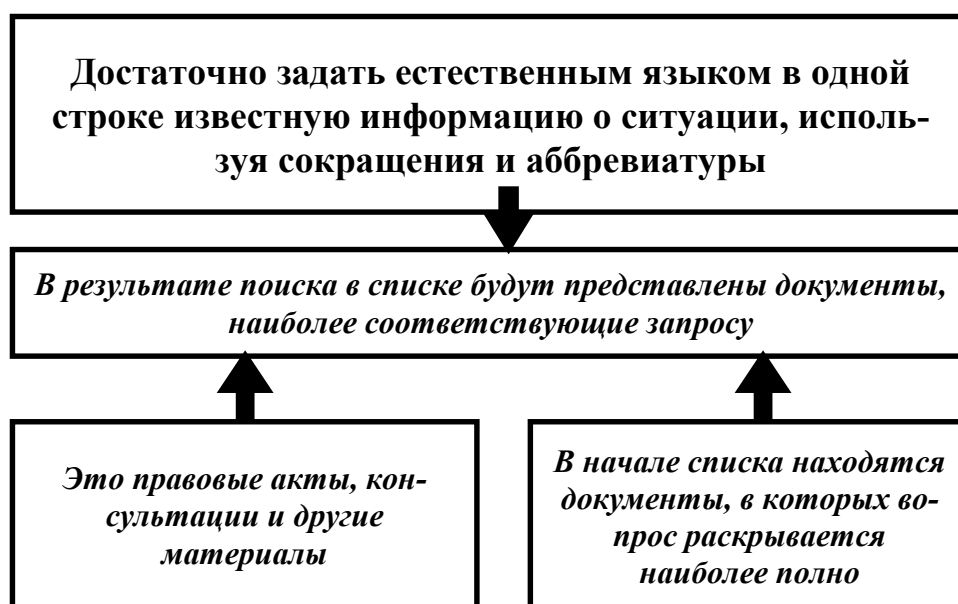 Достаточно задать естественным языком в одной
строке известную информацию о ситуации, исполь-
зуя сокращения и аббревиатуры
В результате поиска в списке будут представлены документы,
наиболее соответствующие запросу
Это правовые акты, кон-
сультации и другие
материалы
В начале списка находятся
документы, в которых во-
прос раскрывается
наиболее полно